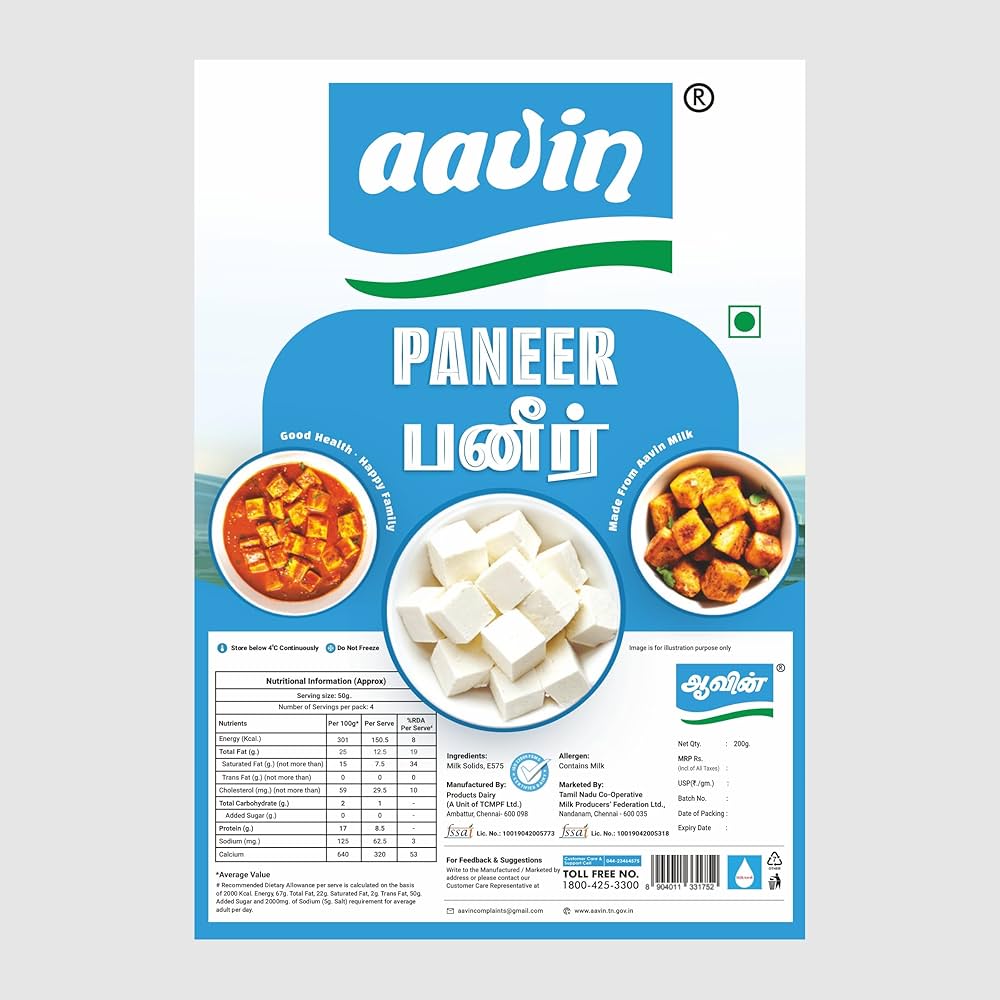 aavin ®
PANEER
பனீர்
Good Health · Happy Family
Made From Aavin Milk
Store below 4°C Continuously Do Not Freeze
Image is for illustration purpose only
Nutritional Information (Approx)
Serving size: 50g.
Number of Servings per pack: 4
Nutrients Per 100g* Per Serve %RDA Per Serve#
Energy (Kcal.) 301 150.5 8
Total Fat (g.) 25 12.5 19
Saturated Fat (g.) (not more than) 15 7.5 34
Trans Fat (g.) (not more than) 0 0 0
Cholesterol (mg.) (not more than) 59 29.5 10
Total Carbohydrate (g.) 2 1 -
Added Sugar (g.) 0 0 -
Protein (g.) 17 8.5 -
Sodium (mg.) 125 62.5 3
Calcium 640 320 53
*Average Value
# Recommended Dietary Allowance per serve is calculated on the basis
of 2000 Kcal. Energy, 67g. Total Fat, 22g. Saturated Fat, 2g. Trans Fat, 50g.
Added Sugar and 2000mg. of Sodium (5g. Salt) requirement for average
adult per day.
Ingredients:
Milk Solids, E575
Allergen:
Contains Milk
Manufactured By:
Products Dairy
(A Unit of TCMPF Ltd.)
Ambattur, Chennai- 600 098
fssai Lic. No.: 10019042005773
Marketed By:
Tamil Nadu Co-Operative
Milk Producers' Federation Ltd.,
Nandanam, Chennai - 600 035
fssai Lic. No.: 10019042005318
ஆவின் ®
Net Qty. : 200g.
MRP Rs.
(Incl of All Taxes) :
USP(₹./gm.) :
Batch No. :
Date of Packing :
Expiry Date :
For Feedback & Suggestions
Write to the Manufactured / Marketed by
address or please contact our
Customer Care Representative at
Customer Care &
Support Cell 044-23464575
TOLL FREE NO.
1800-425-3300
8 904011 331752
aavincomplaints@gmail.com
www.aavin.tn.gov.in